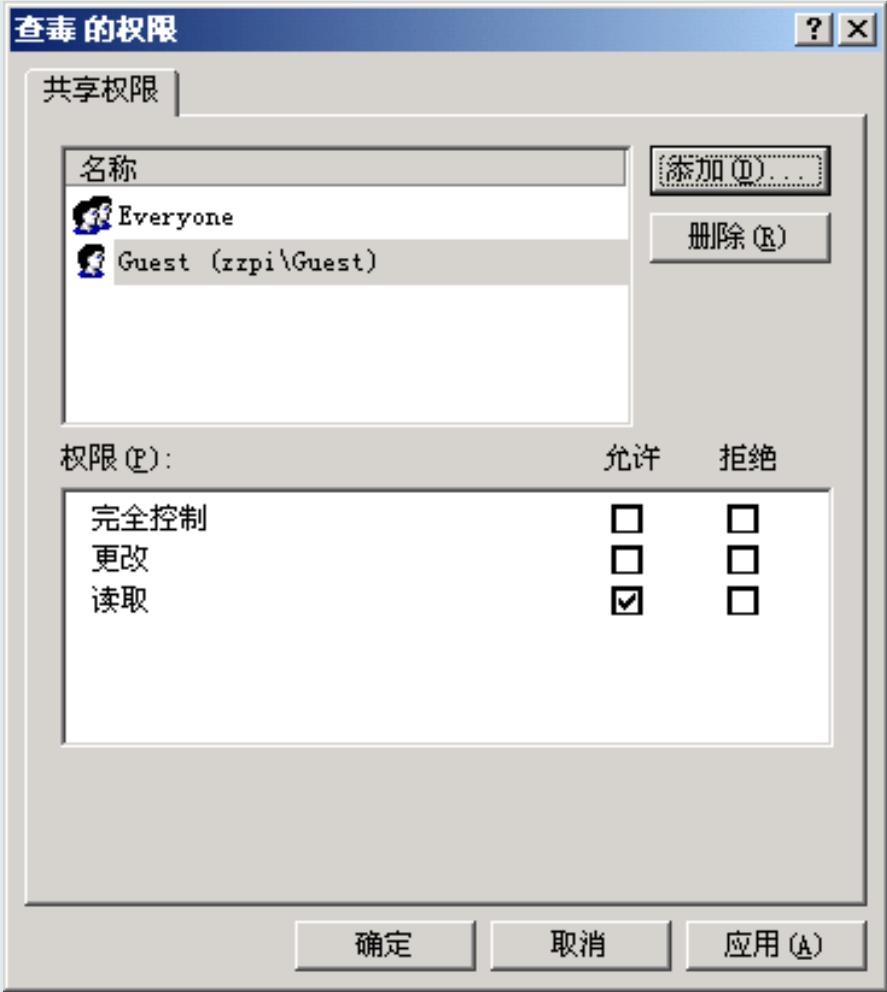 查毒 的权限
共享权限
名称
添加(D)...
Everyone
删除(R)
Guest (zzpi\Guest)
权限(P): 允许 拒绝
完全控制
更改
读取
确定 取消 应用(A)